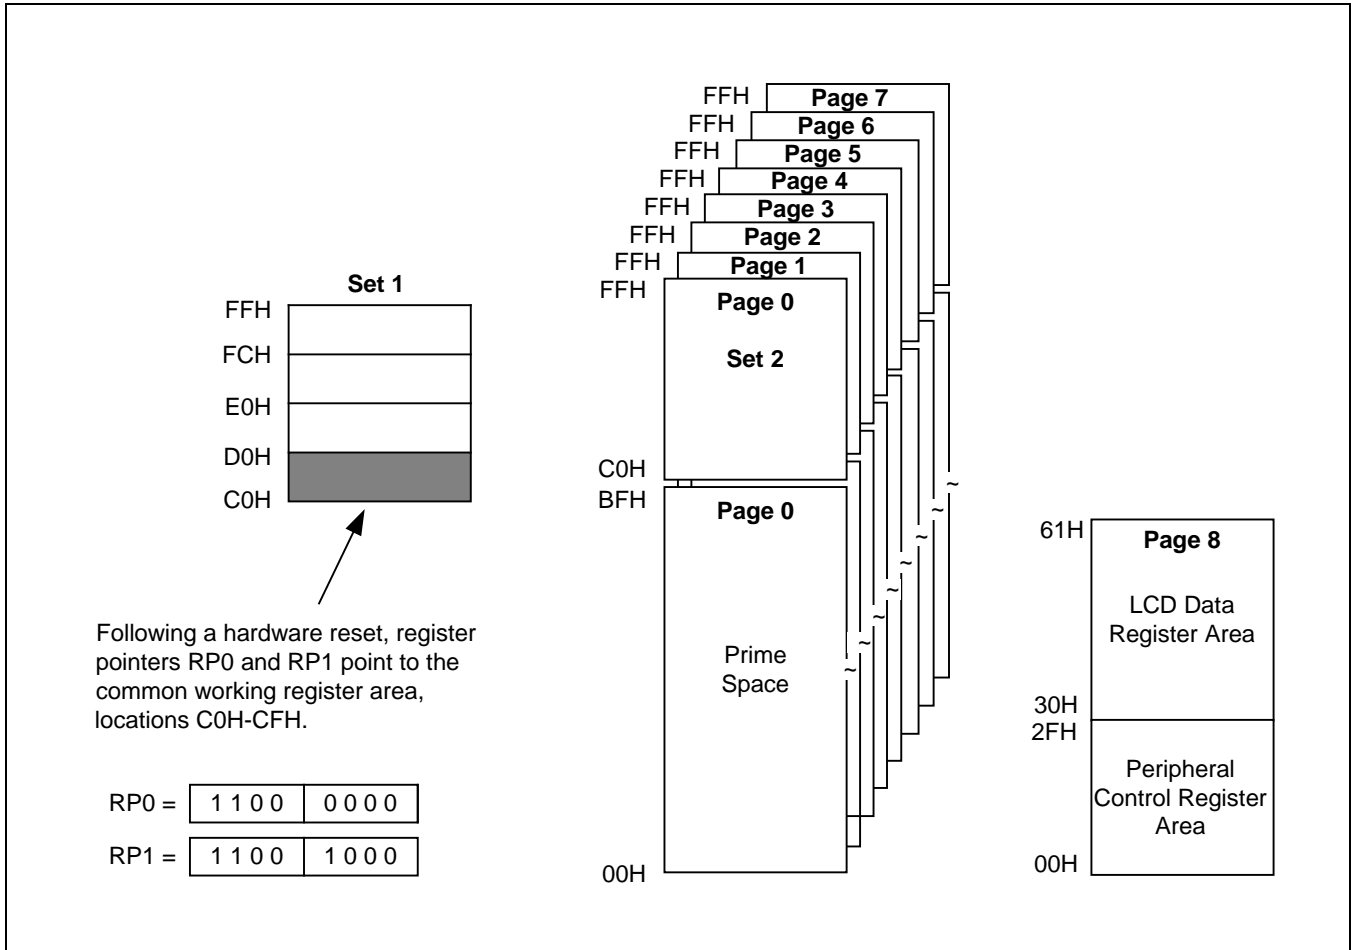 Set 1
FFH
FCH
E0H
D0H
C0H
Following a hardware reset, register
pointers RP0 and RP1 point to the
common working register area,
locations C0H-CFH.
RP0 = 1 1 0 0 0 0 0 0
RP1 = 1 1 0 0 1 0 0 0
FFH Page 7
FFH Page 6
FFH Page 5
FFH Page 4
FFH Page 3
FFH Page 2
FFH Page 1
FFH Page 0
Set 2
C0H
BFH
Page 0
Prime
Space
00H
~
~
~
~
~
~
~
~
61H
Page 8
LCD Data
Register Area
30H
2FH
Peripheral
Control Register
Area
00H